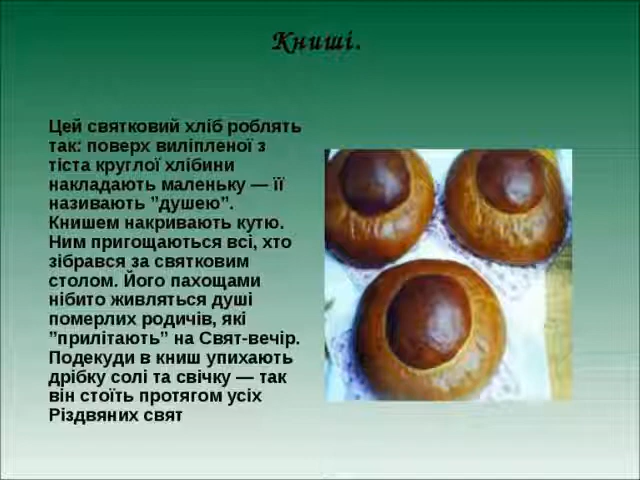 Книші.
Цей святковий хліб роблять
так: поверх виліпленої з
тіста круглої хлібини
накладають маленьку — її
називають ”душею”.
Книшем накривають кутю.
Ним пригощаються всі, хто
зібрався за святковим
столом. Його пахощами
нібито живляться душі
померлих родичів, які
”прилітають” на Свят-вечір.
Подекуди в книш упихають
дрібку солі та свічку — так
він стоїть протягом усіх
Різдвяних свят